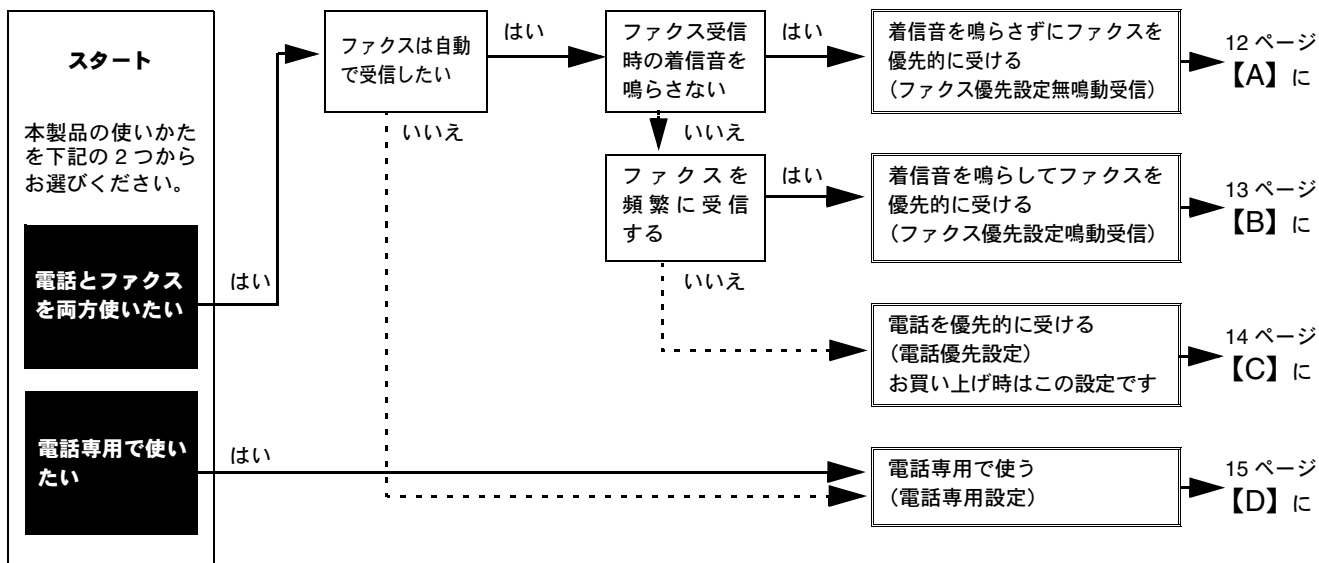 スタート
本製品の使いかた
を下記の2つから
お選びください。
電話とファクス
を両方使いたい
はい
電話専用で使い
たい
はい
ファクスは自動
で受信したい
はい
いいえ
ファクス受信
時の着信音を
鳴らさない
はい
いいえ
ファクスを
頻繁に受信
する
はい
いいえ
着信音を鳴らさずにファクスを
優先的に受ける
(ファクス優先設定無鳴動受信)
12 ページ
【A】に
着信音を鳴らしてファクスを
優先的に受ける
(ファクス優先設定鳴動受信)
13 ページ
【B】に
電話を優先的に受ける
(電話優先設定)
お買い上げ時はこの設定です
14 ページ
【C】に
電話専用で使う
(電話専用設定)
15 ページ
【D】に